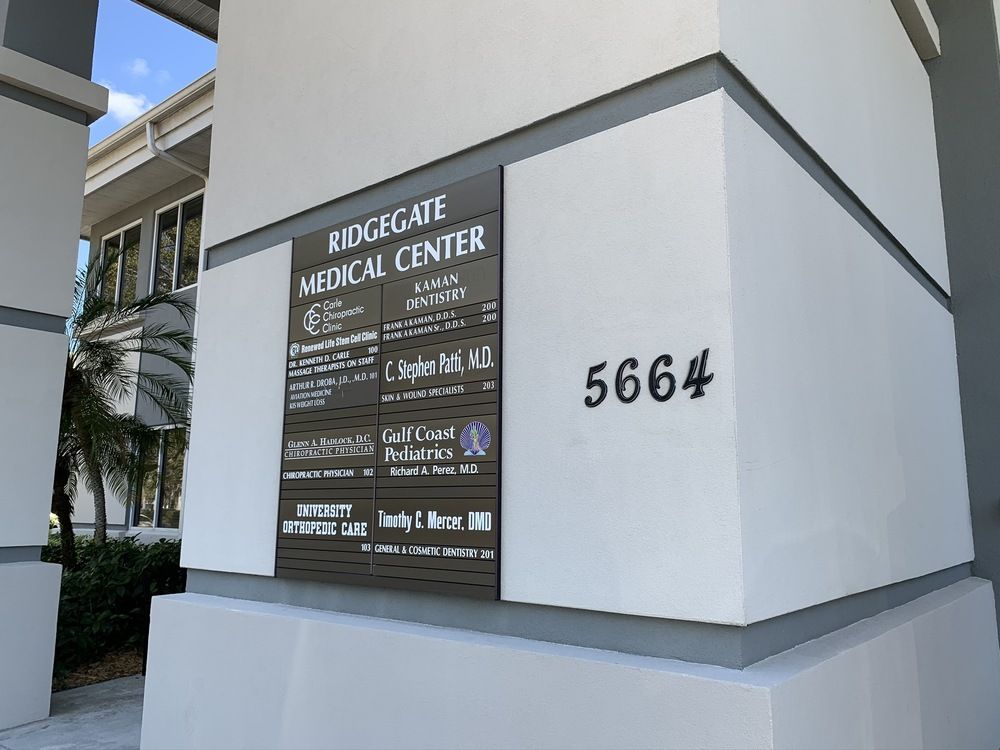 RIDGEGATE
MEDICAL CENTER
Carle
Chiropractic
Clinic
Renewed Life Stem Cell Clinic
DR. KENNETH D. CARLE 100
MASSAGE THERAPISTS ON STAFF
ARTHUR R. DROBA, J.D., .M.D. 101
AVIATION MEDICINE
KIS WEIGHT LOSS
GLENN A. HADLOCK, D.C.
CHIROPRACTIC PHYSICIAN
CHIROPRACTIC PHYSICIAN 102
UNIVERSITY
ORTHOPEDIC CARE
103
KAMAN
DENTISTRY
FRANK A KAMAN, D.D.S. 200
FRANK A KAMAN Sr., D.D.S. 200
C. Stephen Patti, M.D.
SKIN & WOUND SPECIALISTS 203
Gulf Coast
Pediatrics
Richard A. Perez, M.D.
Timothy C. Mercer, DMD
GENERAL & COSMETIC DENTISTRY 201
5664